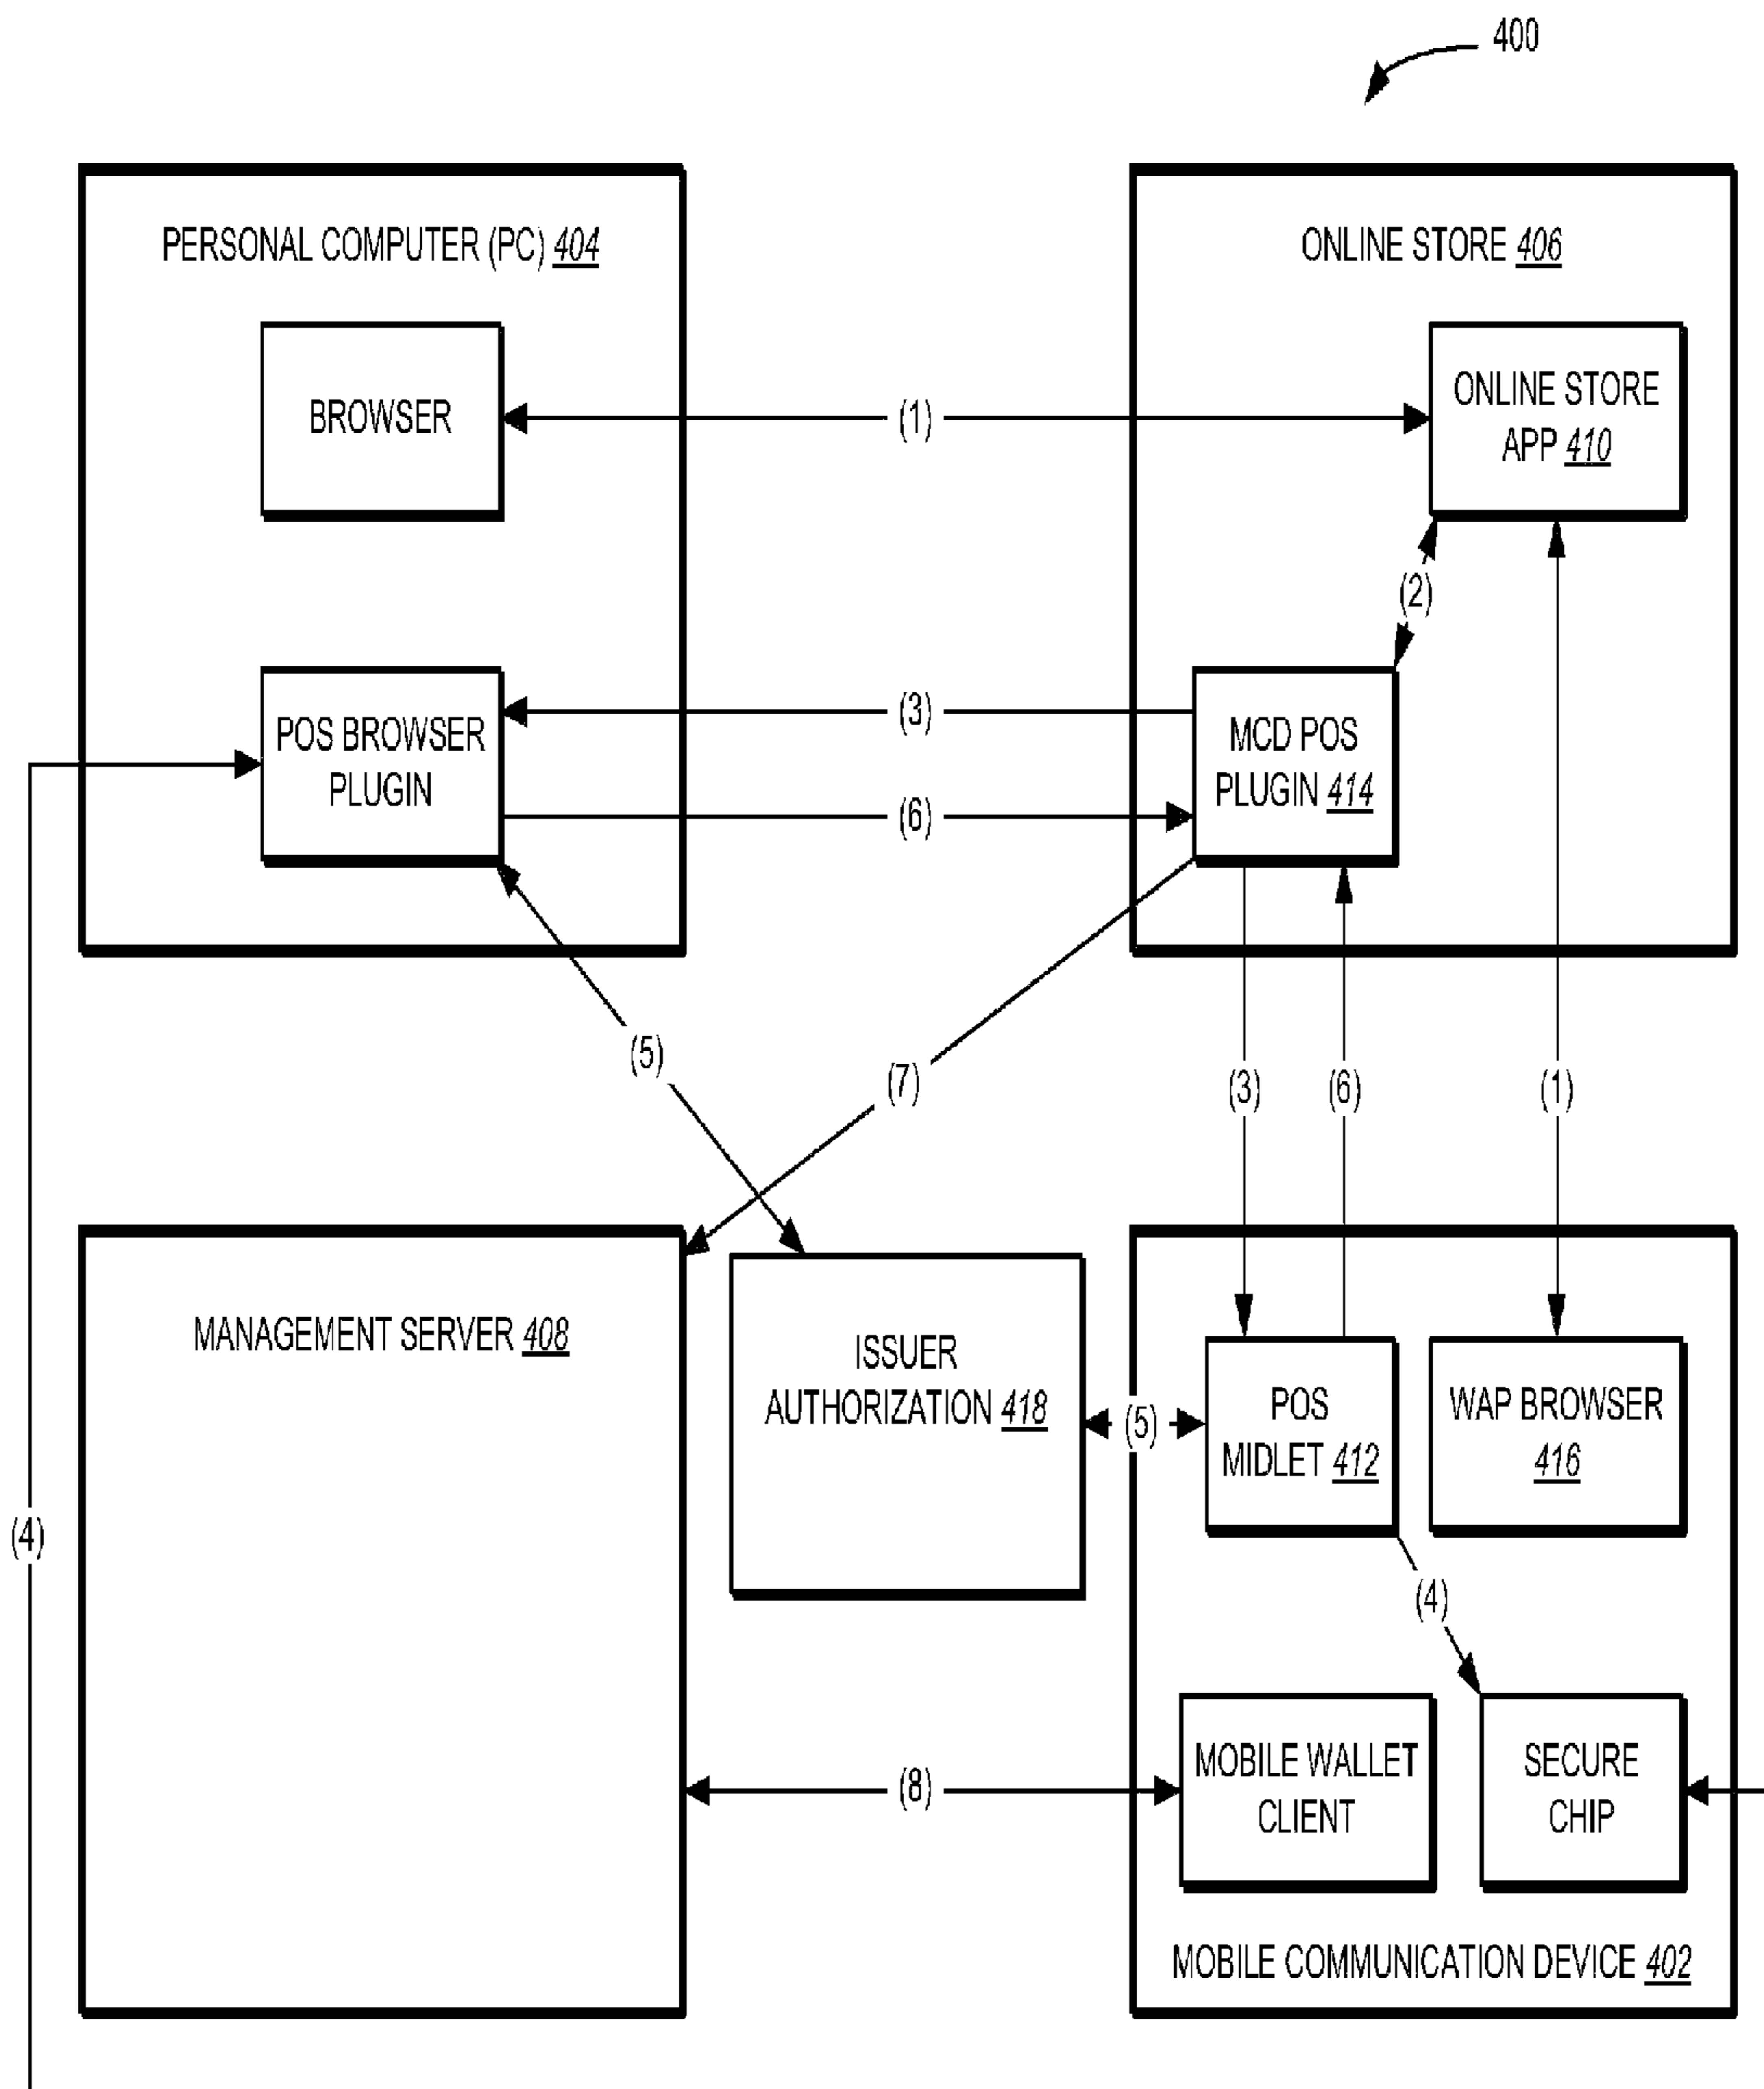 400
PERSONAL COMPUTER (PC) 404
ONLINE STORE 406
BROWSER
(1)
ONLINE STORE
APP 410
(2)
POS BROWSER
PLUGIN
(3)
(6)
MCD POS
PLUGIN 414
(5)
(7)
(3)
(6)
(1)
MANAGEMENT SERVER 408
ISSUER
AUTHORIZATION 418
(5)
POS
MIDLET 412
WAP BROWSER
416
(4)
(4)
(8)
MOBILE WALLET
CLIENT
SECURE
CHIP
MOBILE COMMUNICATION DEVICE 402